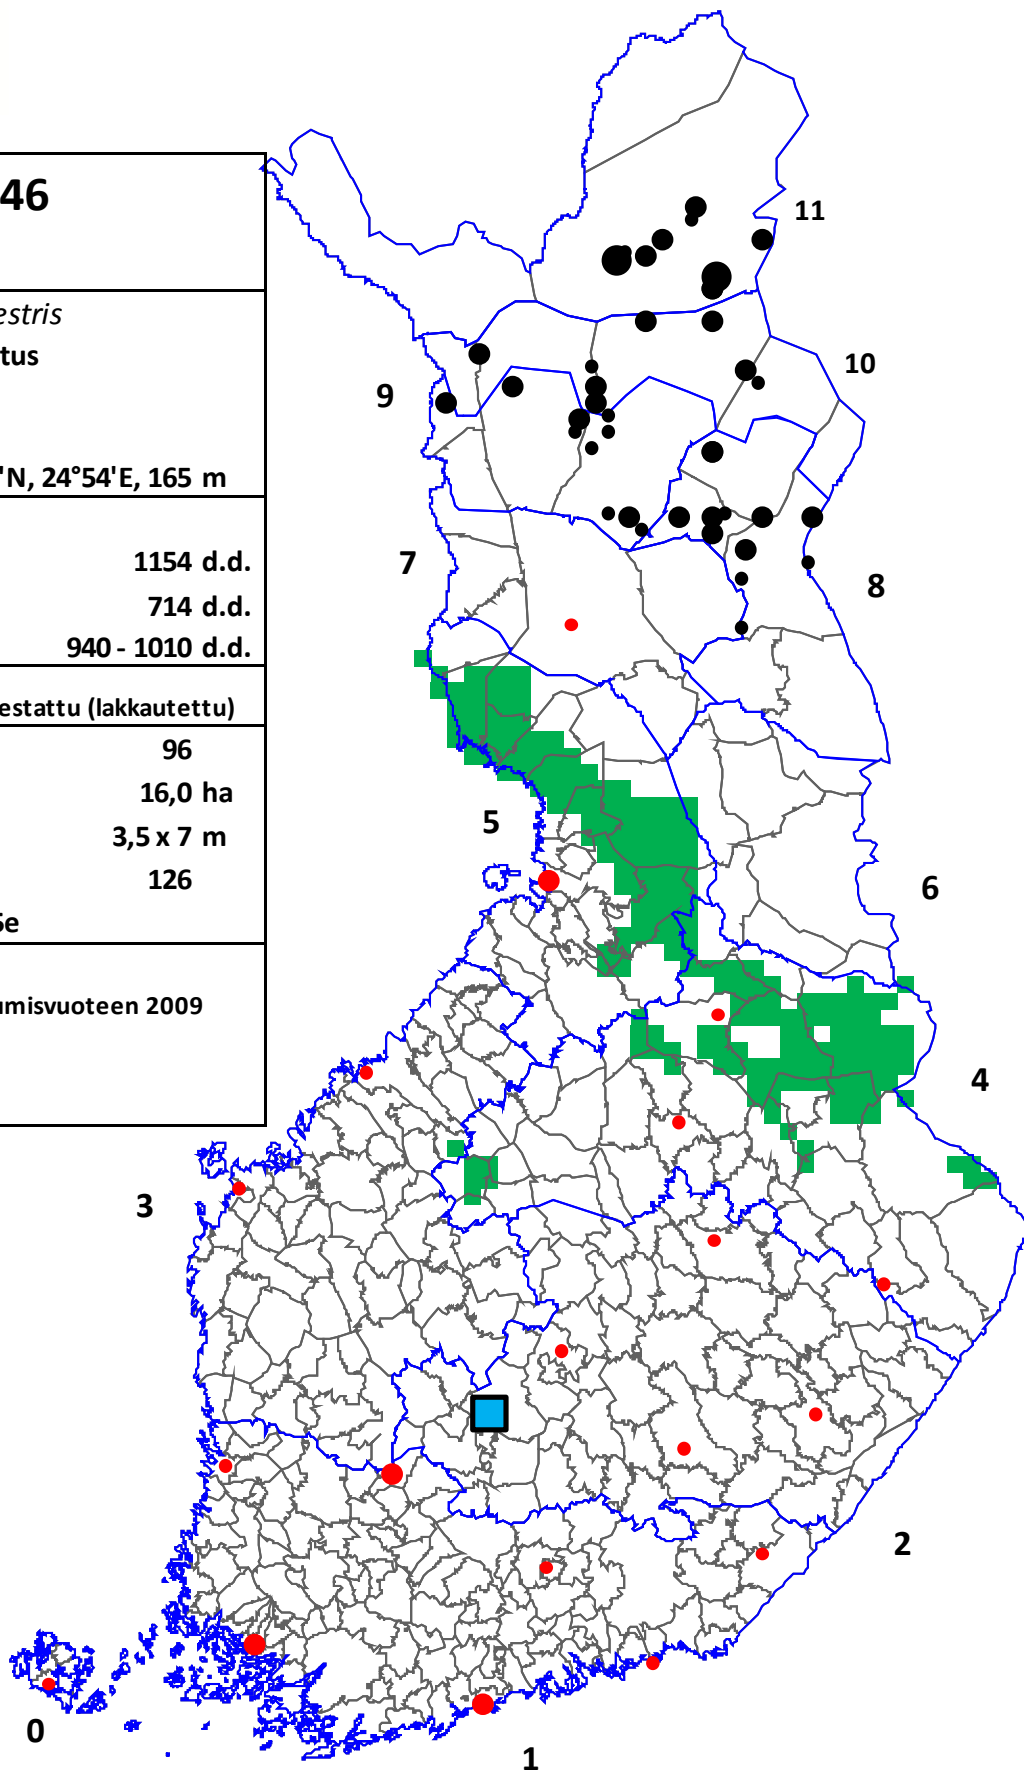 46
estris
tus
'N, 24°54'E, 165 m
1154 d.d.
714 d.d.
940 - 1010 d.d.
estattu (lakkautettu)
96
16,0 ha
3,5 x 7 m
126
6e
umisvuoteen 2009
11
10
9
7
8
5
6
4
3
2
0
1